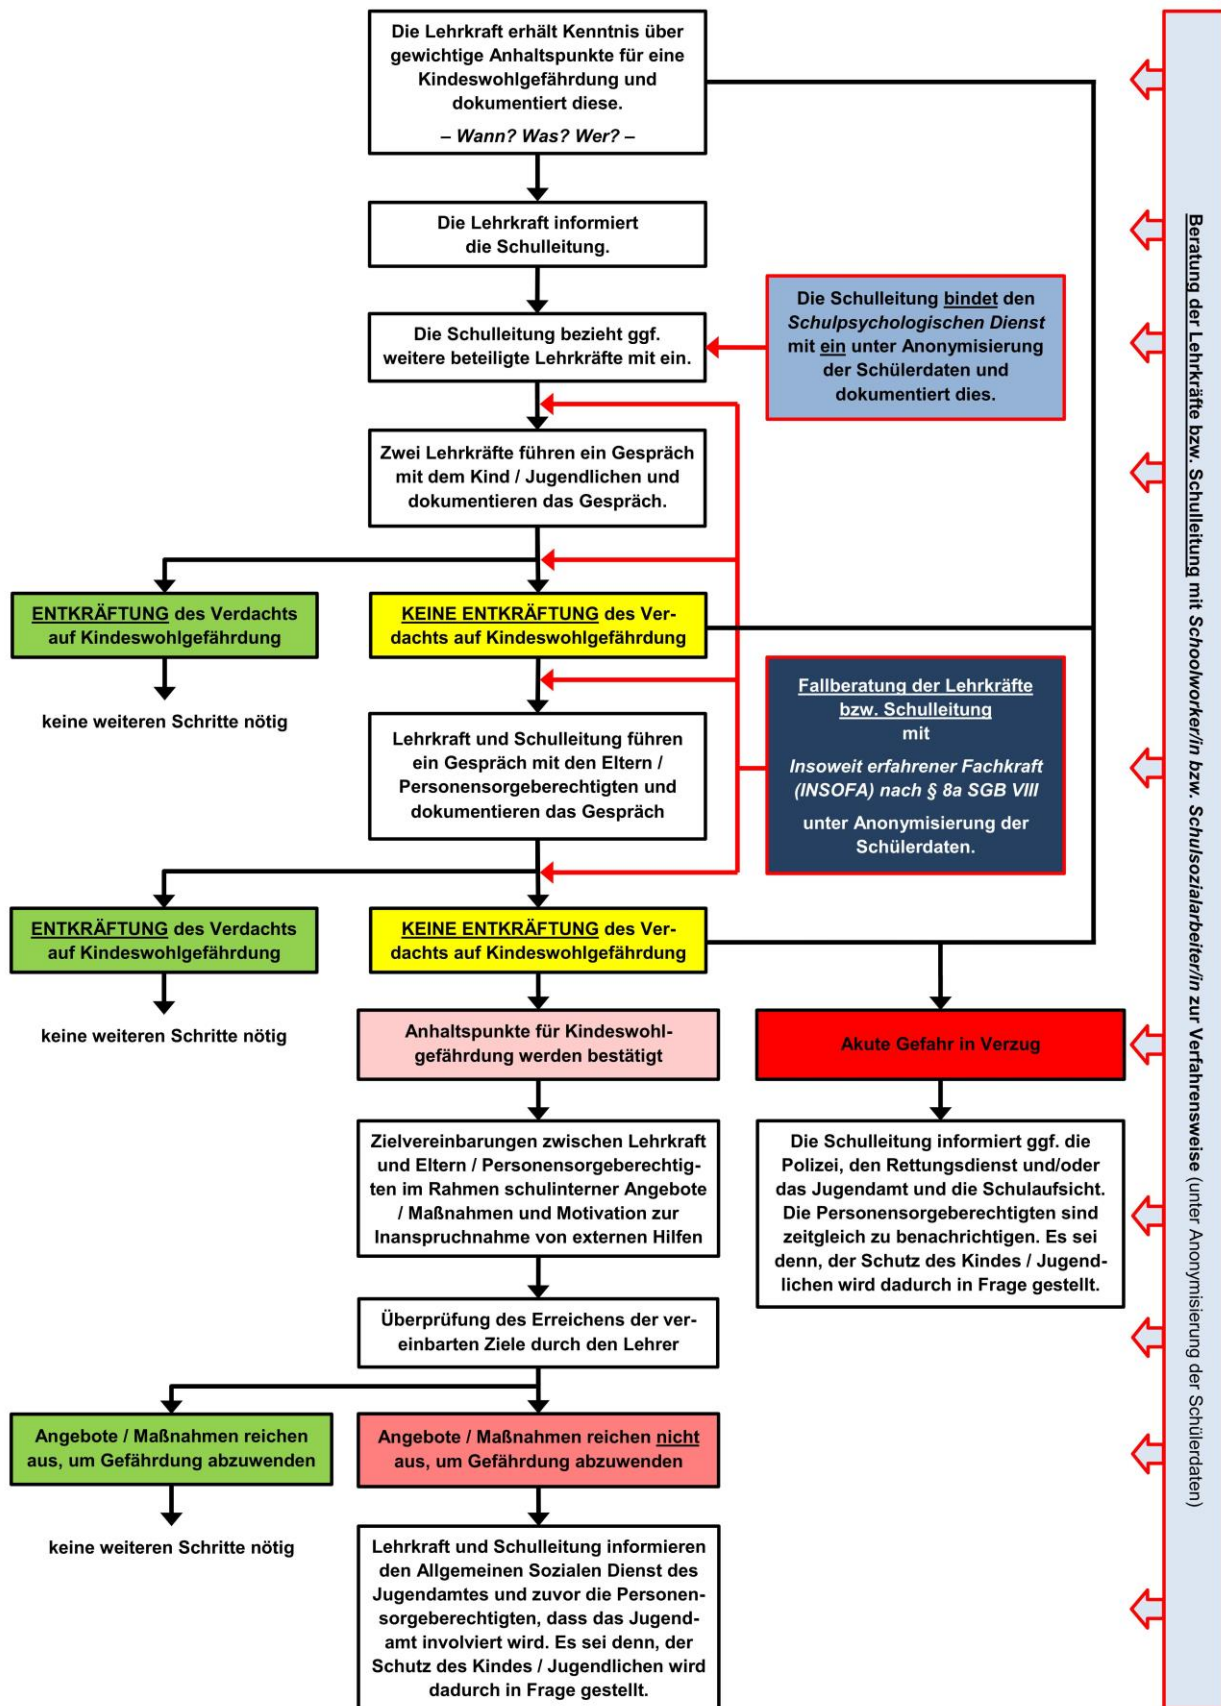 Die Lehrkraft erhält Kenntnis über
gewichtige Anhaltspunkte für eine
Kindeswohlgefährdung und
dokumentiert diese.
– Wann? Was? Wer? –
Die Lehrkraft informiert
die Schulleitung.
Die Schulleitung bezieht ggf.
weitere beteiligte Lehrkräfte mit ein.
Die Schulleitung bindet den
Schulpsychologischen Dienst
mit ein unter Anonymisierung
der Schülerdaten und
dokumentiert dies.
Zwei Lehrkräfte führen ein Gespräch
mit dem Kind / Jugendlichen und
dokumentieren das Gespräch.
ENTKRÄFTUNG des Verdachts
auf Kindeswohlgefährdung
keine weiteren Schritte nötig
KEINE ENTKRÄFTUNG des Ver-
dachts auf Kindeswohlgefährdung
Lehrkraft und Schulleitung führen
ein Gespräch mit den Eltern /
Personensorgeberechtigten und
dokumentieren das Gespräch
Fallberatung der Lehrkräfte
bzw. Schulleitung
mit
Insoweit erfahrener Fachkraft
(INSOFA) nach § 8a SGB VIII
unter Anonymisierung der
Schülerdaten.
ENTKRÄFTUNG des Verdachts
auf Kindeswohlgefährdung
keine weiteren Schritte nötig
KEINE ENTKRÄFTUNG des Ver-
dachts auf Kindeswohlgefährdung
Anhaltspunkte für Kindeswohl-
gefährdung werden bestätigt
Akute Gefahr in Verzug
Zielvereinbarungen zwischen Lehrkraft
und Eltern / Personensorgeberechtig-
ten im Rahmen schulinterner Angebote
/ Maßnahmen und Motivation zur
Inanspruchnahme von externen Hilfen
Die Schulleitung informiert ggf. die
Polizei, den Rettungsdienst und/oder
das Jugendamt und die Schulaufsicht.
Die Personensorgeberechtigten sind
zeitgleich zu benachrichtigen. Es sei
denn, der Schutz des Kindes / Jugend-
lichen wird dadurch in Frage gestellt.
Überprüfung des Erreichens der ver-
einbarten Ziele durch den Lehrer
Angebote / Maßnahmen reichen
aus, um Gefährdung abzuwenden
keine weiteren Schritte nötig
Angebote / Maßnahmen reichen nicht
aus, um Gefährdung abzuwenden
Lehrkraft und Schulleitung informieren
den Allgemeinen Sozialen Dienst des
Jugendamtes und zuvor die Personen-
sorgeberechtigten, dass das Jugend-
amt involviert wird. Es sei denn, der
Schutz des Kindes / Jugendlichen wird
dadurch in Frage gestellt.
Beratung der Lehrkräfte bzw. Schulleitung mit Schoolworker/in bzw. Schulsozialarbeiter/in zur Verfahrensweise (unter Anonymisierung der Schülerdaten)